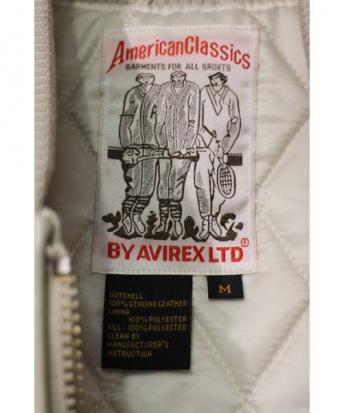 AmericanClassics
GARMENTS FOR ALL SPORTS
BY AVIREX LTD®
M
OUTSHELL
100% GENUINE LEATHER
LINING
100% POLYESTER
FILL: 100% POLYESTER
CLEAN BY
MANUFACTURER'S
INSTRUCTION